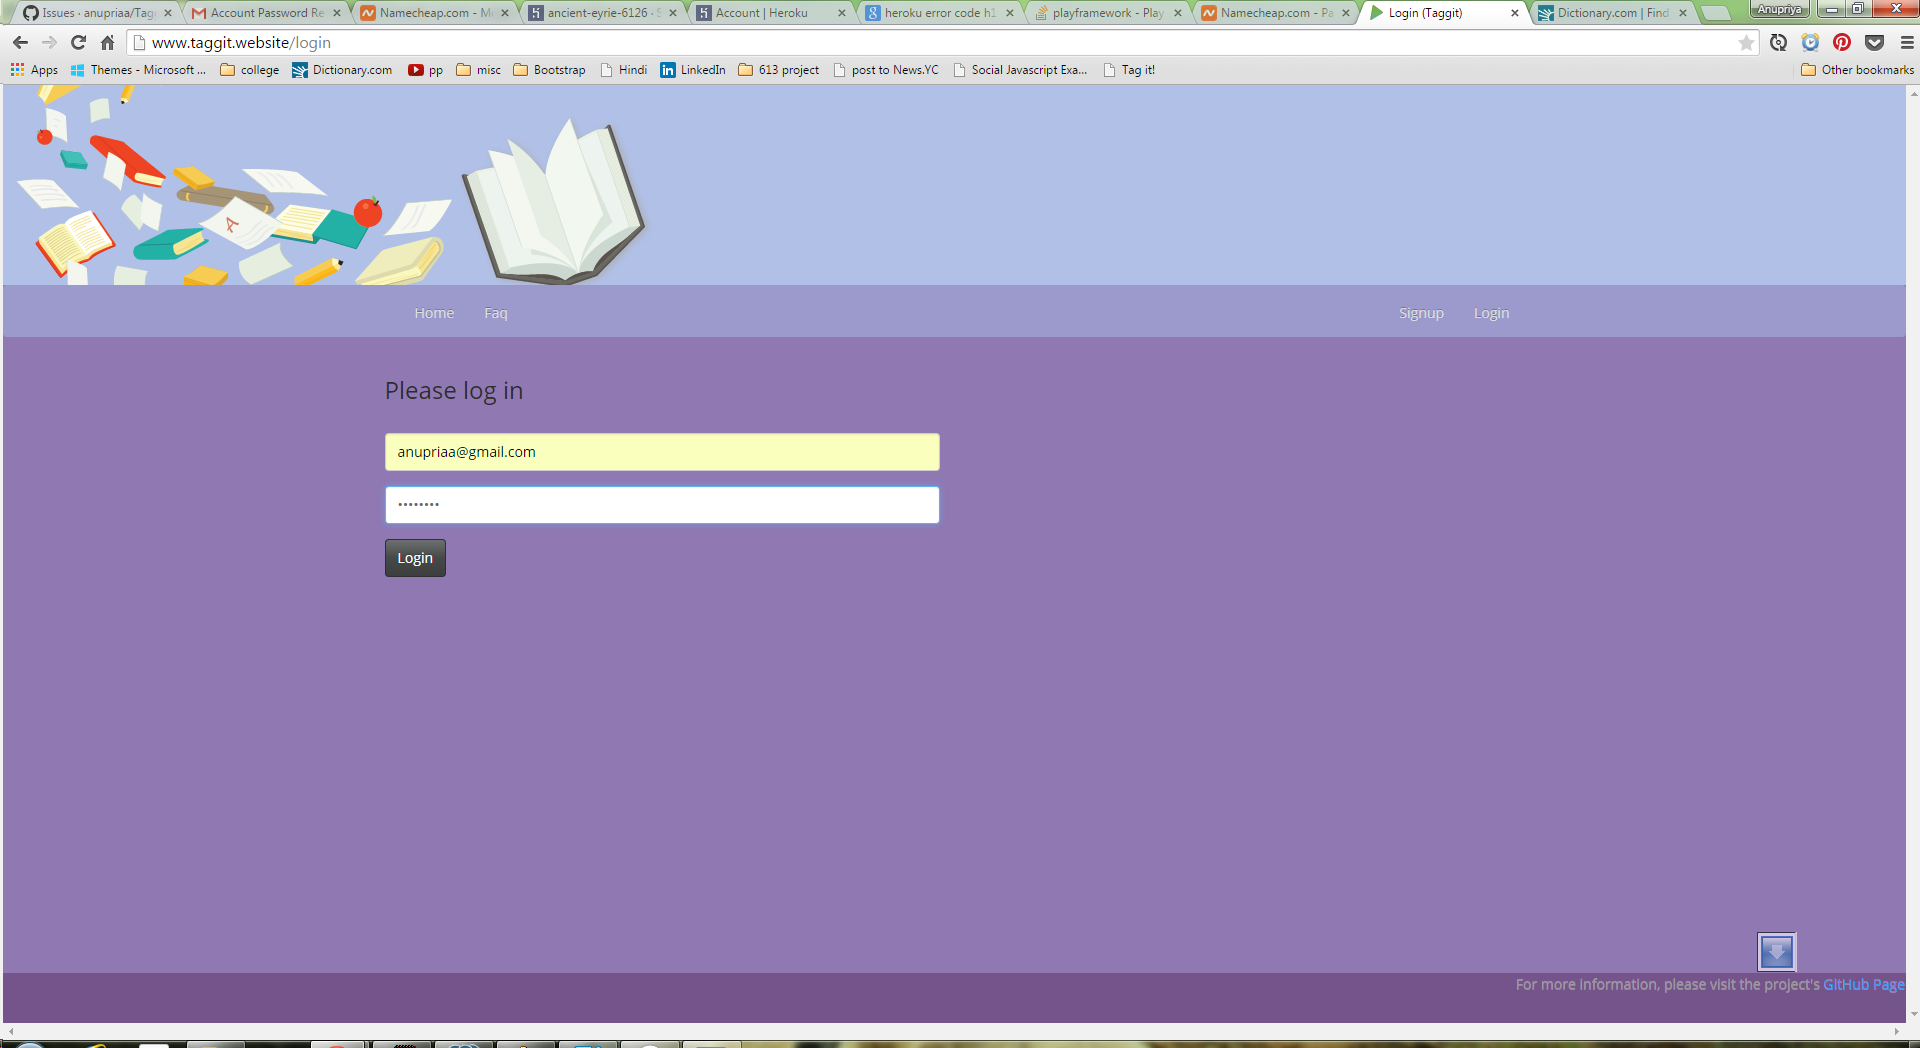 Issues · anupriaa/Tag
Account Password Re
Namecheap.com - M
ancient-eyrie-6126 · 
Account | Heroku
heroku error code h1
playframework - Play
Namecheap.com - Pa
Login (Taggit)
Dictionary.com | Find
Anupriya
www.taggit.website/login
Apps
Themes - Microsoft ...
college
Dictionary.com
pp
misc
Bootstrap
Hindi
LinkedIn
613 project
post to News.YC
Social Javascript Exa...
Tag it!
Other bookmarks
A
Home
Faq
Signup
Login
Please log in
anupriaa@gmail.com
••••••••
Login
For more information, please visit the project's GitHub Page